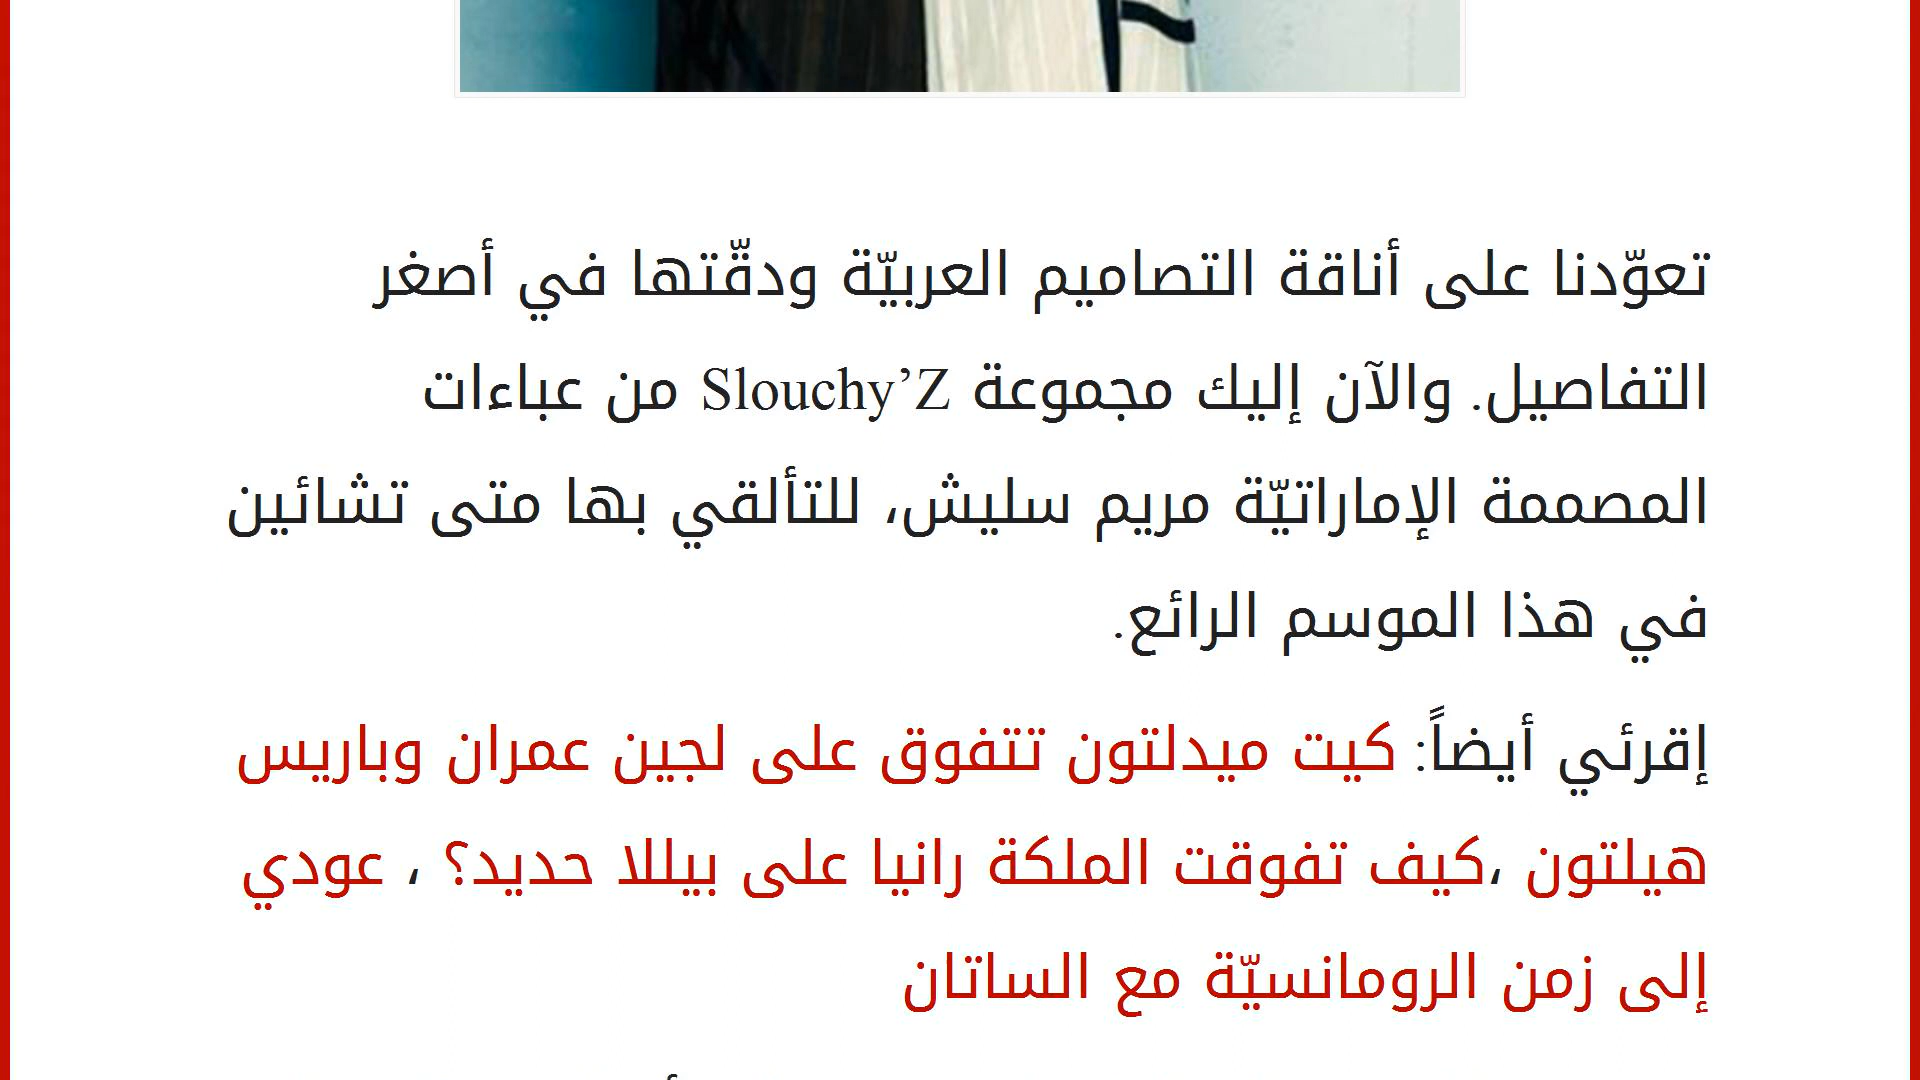 تعوّدنا على أناقة التصاميم العربيّة ودقّتها في أصغر
التفاصيل. والآن إليك مجموعة Slouchy’Z من عباءات
المصممة الإماراتيّة مريم سليش، للتألقي بها متى تشائين
في هذا الموسم الرائع.
إقرئي أيضاً: كيت ميدلتون تتفوق على لجين عمران وباريس
هيلتون ،كيف تفوقت الملكة رانيا على بيللا حديد؟ ، عودي
إلى زمن الرومانسيّة مع الساتان